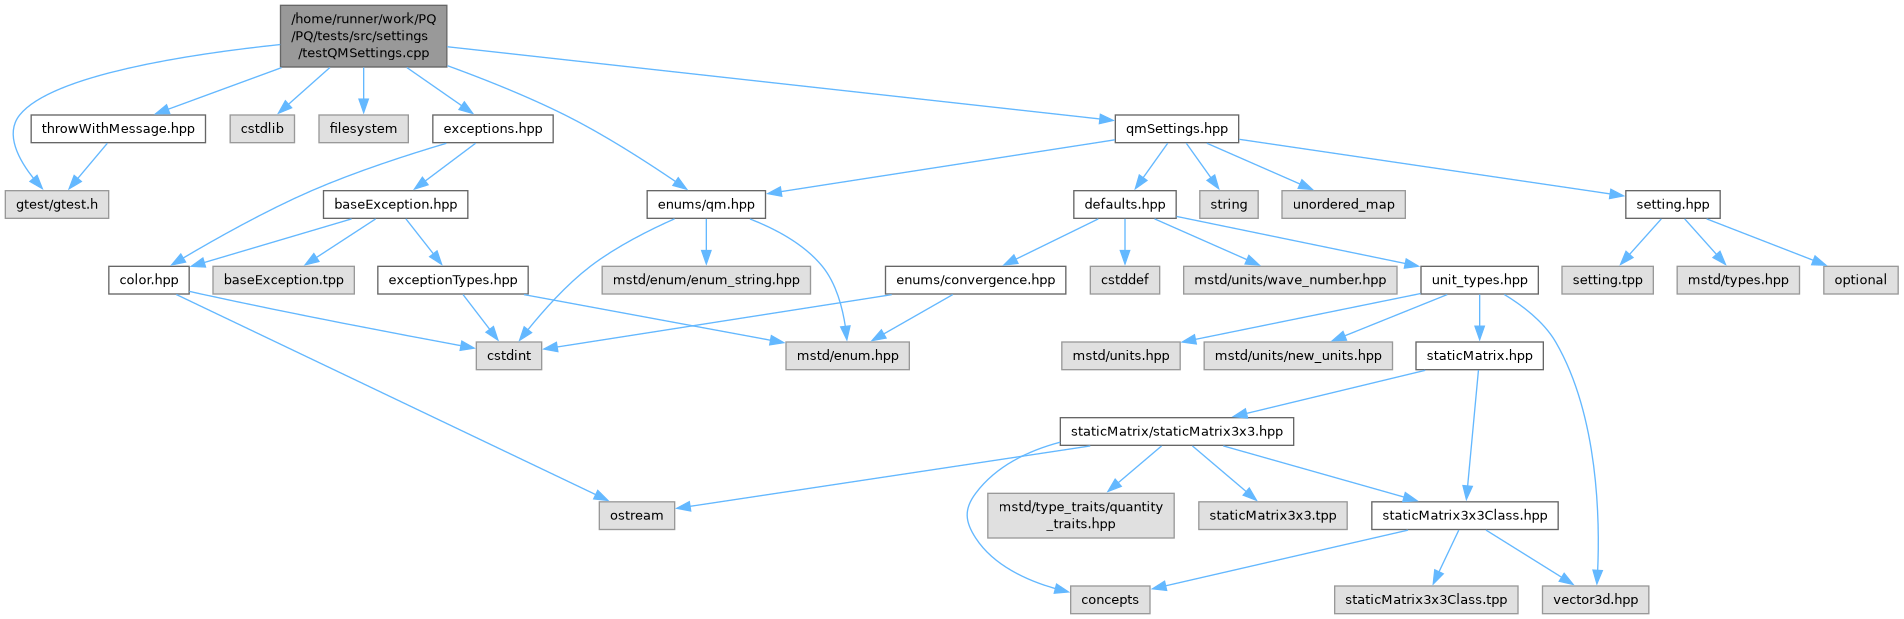 /home/runner/work/PQ
/PQ/tests/src/settings
/testQMSettings.cpp
throwWithMessage.hpp
cstdlib
filesystem
exceptions.hpp
qmSettings.hpp
gtest/gtest.h
baseException.hpp
enums/qm.hpp
defaults.hpp
string
unordered_map
setting.hpp
color.hpp
baseException.tpp
exceptionTypes.hpp
mstd/enum/enum_string.hpp
enums/convergence.hpp
cstddef
mstd/units/wave_number.hpp
unit_types.hpp
setting.tpp
mstd/types.hpp
optional
cstdint
mstd/enum.hpp
mstd/units.hpp
mstd/units/new_units.hpp
staticMatrix.hpp
staticMatrix/staticMatrix3x3.hpp
ostream
mstd/type_traits/quantity
_traits.hpp
staticMatrix3x3.tpp
staticMatrix3x3Class.hpp
concepts
staticMatrix3x3Class.tpp
vector3d.hpp